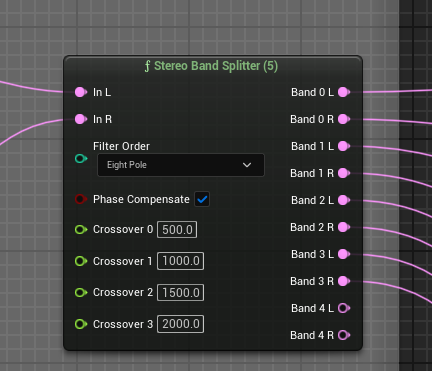 ƒ Stereo Band Splitter (5)
In L Band 0 L
In R Band 0 R
Filter Order Band 1 L
Eight Pole Band 1 R
Phase Compensate Band 2 L
Crossover 0 500.0 Band 2 R
Crossover 1 1000.0 Band 3 L
Crossover 2 1500.0 Band 3 R
Band 4 L
Crossover 3 2000.0 Band 4 R